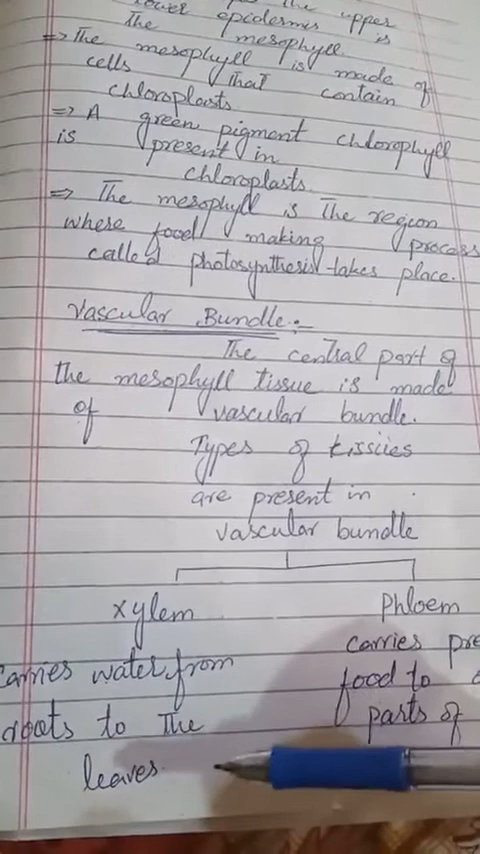 lower epidermis the upper
The mesophyll is
⇒ The mesophyll is made of
cells that contain
chloroplasts
⇒ A green pigment chlorophyll
is present in
chloroplasts.
⇒ The mesophyll is the region
where food making process
called photosynthesis takes place.
Vascular Bundle:-
The central part of
the mesophyll tissue is made
of vascular bundle.
Types of tissues
are present in
vascular bundle
xylem Phloem
carries water from
roots to the
leaves.
carries pre
food to
parts of